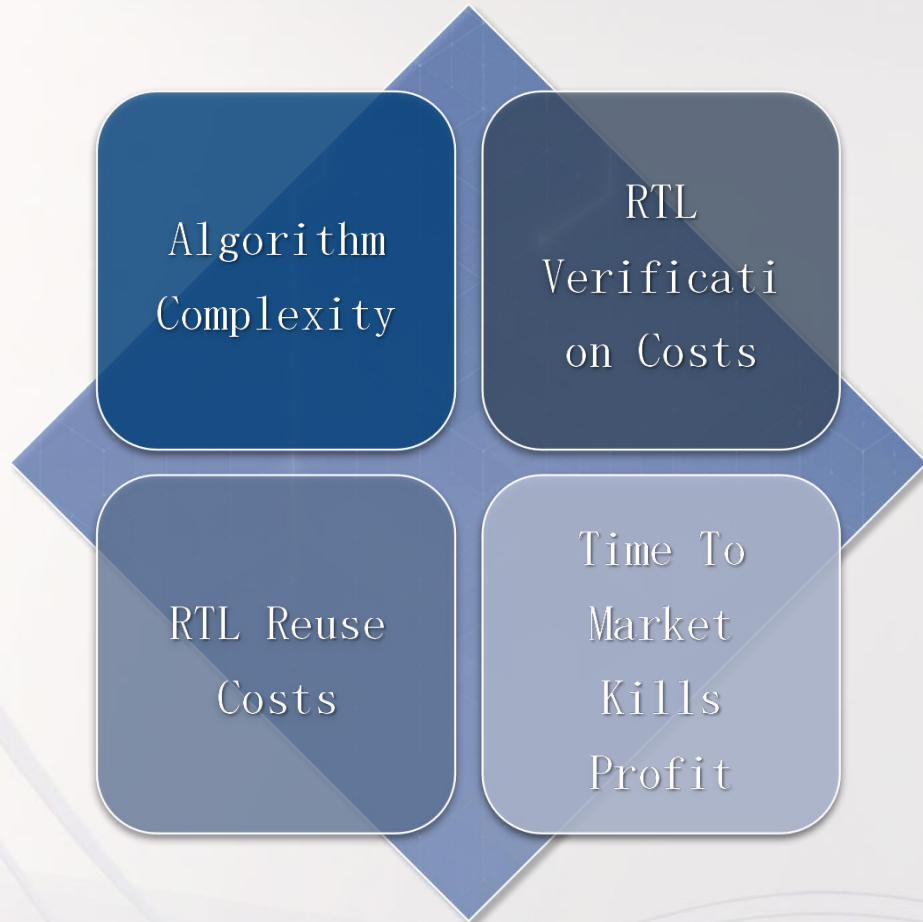 Algorithm
Complexity
RTL
Verificati
on Costs
RTL Reuse
Costs
Time To
Market
Kills
Profit